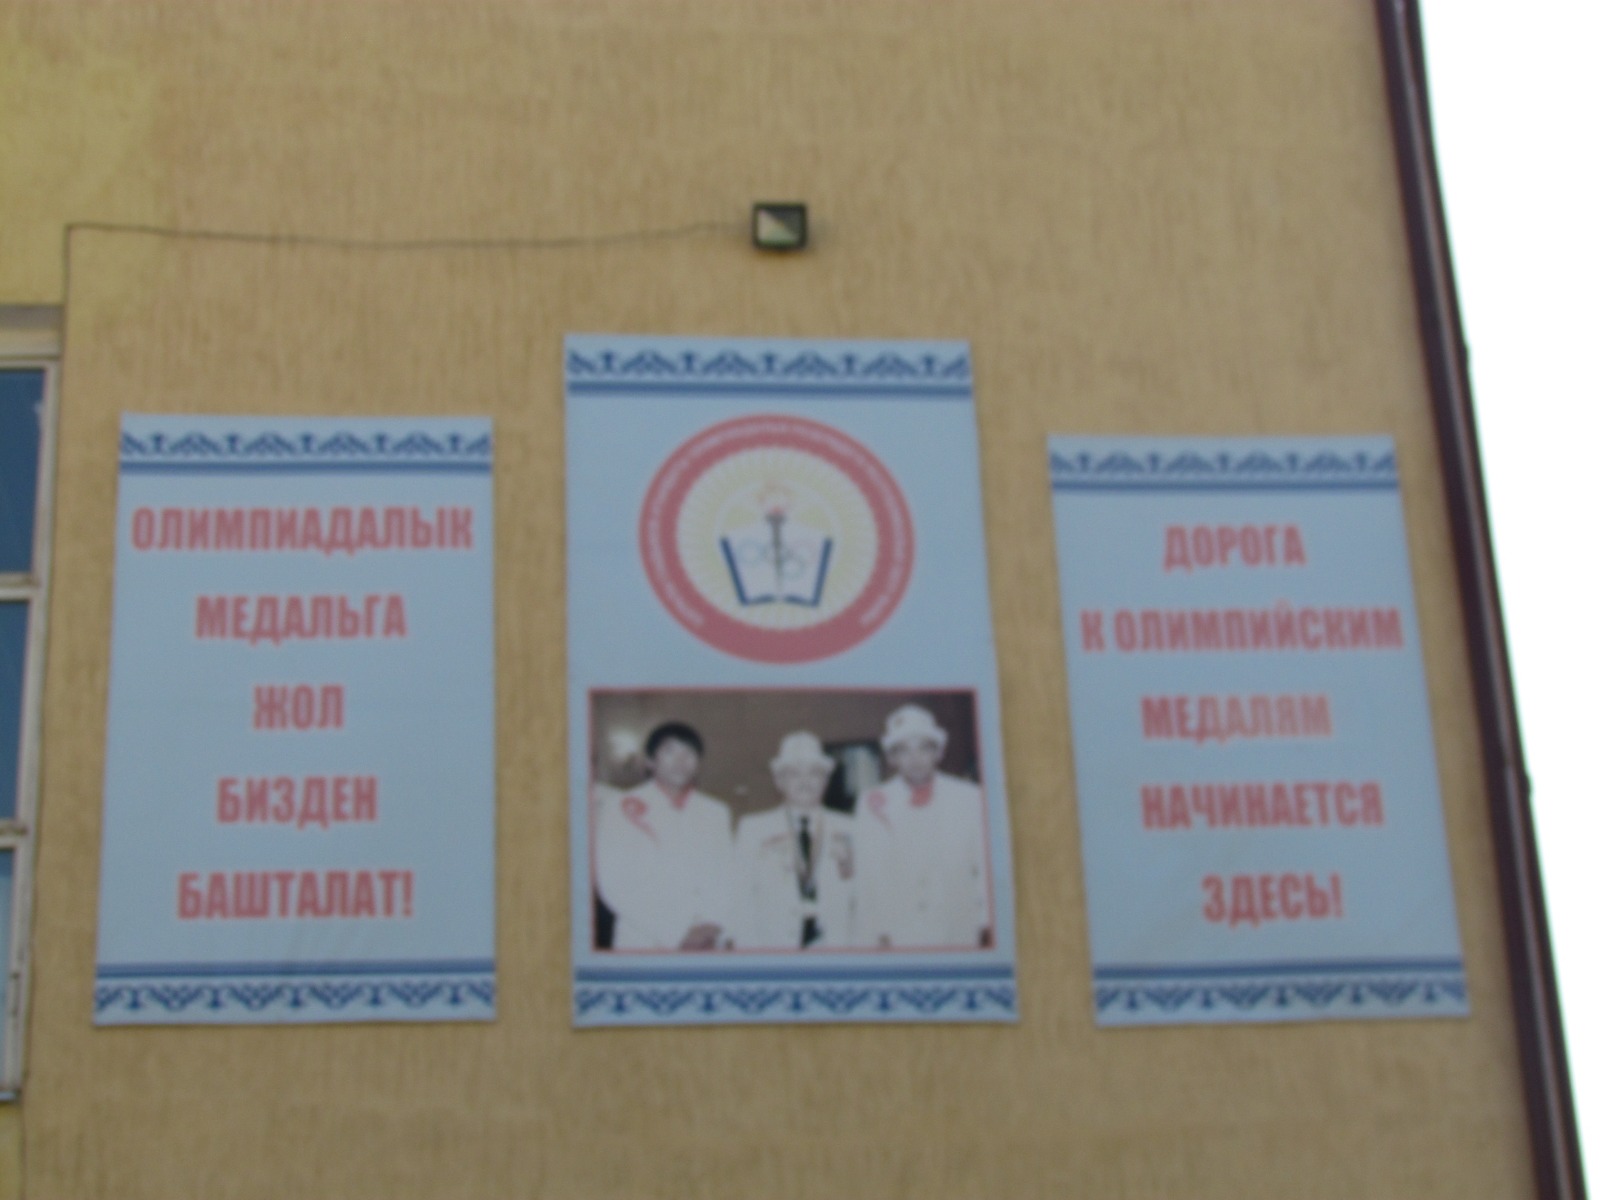 ОЛИМПИАДАЛЫК
МЕДАЛЬГА
ЖОЛ
БИЗДЕН
БАШТАЛАТ!
ДОРОГА
К ОЛИМПИЙСКИМ
МЕДАЛЯМ
НАЧИНАЕТСЯ
ЗДЕСЬ!